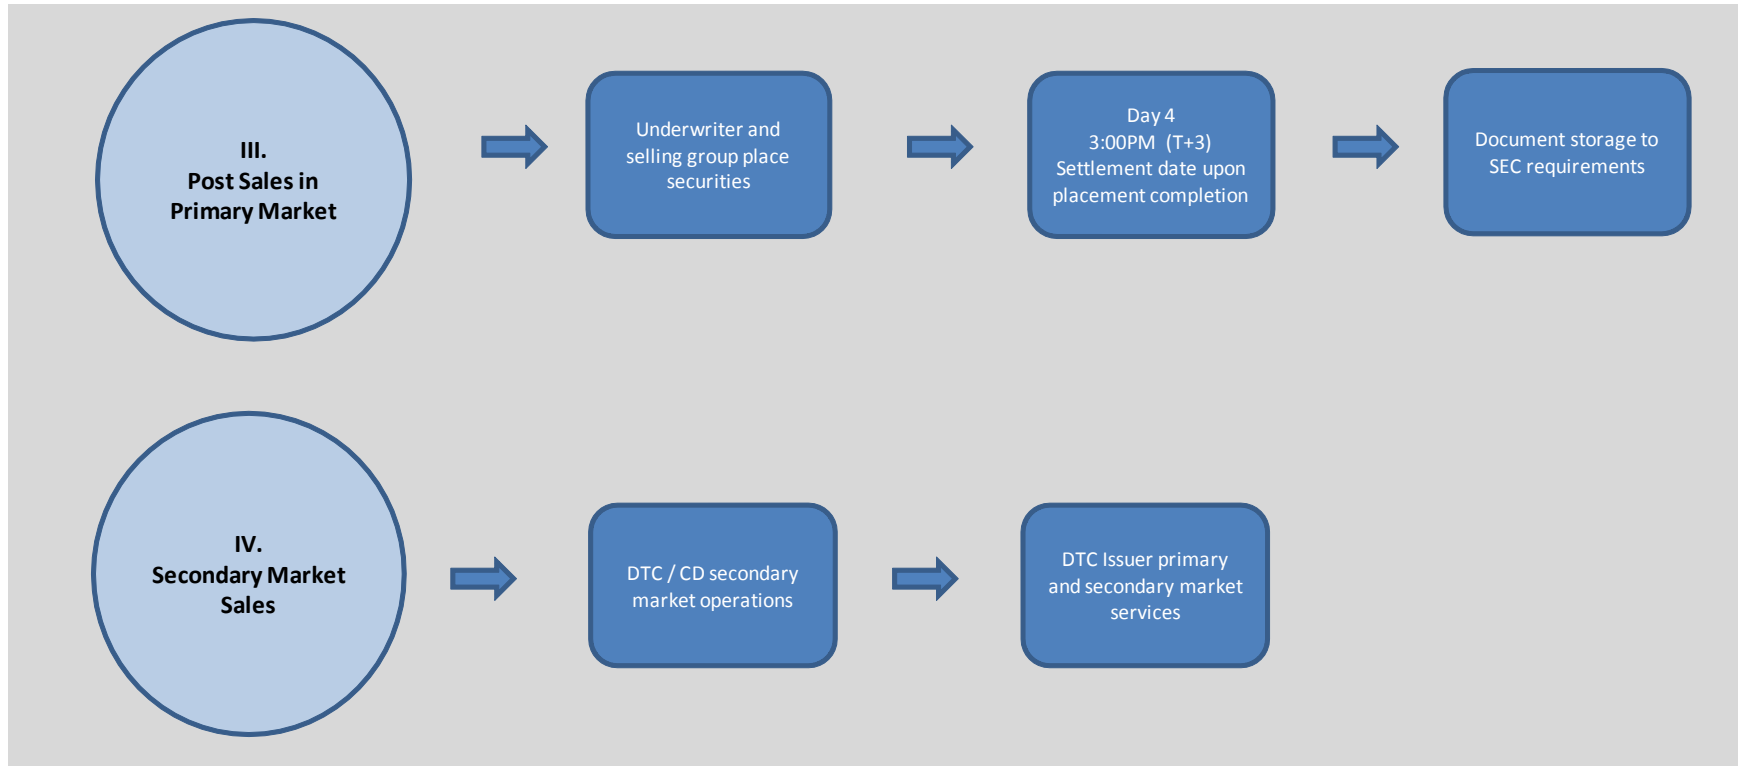 III.
Post Sales in
Primary Market
Underwriter and
selling group place
securities
Day 4
3:00PM (T+3)
Settlement date upon
placement completion
Document storage to
SEC requirements
IV.
Secondary Market
Sales
DTC / CD secondary
market operations
DTC Issuer primary
and secondary market
services